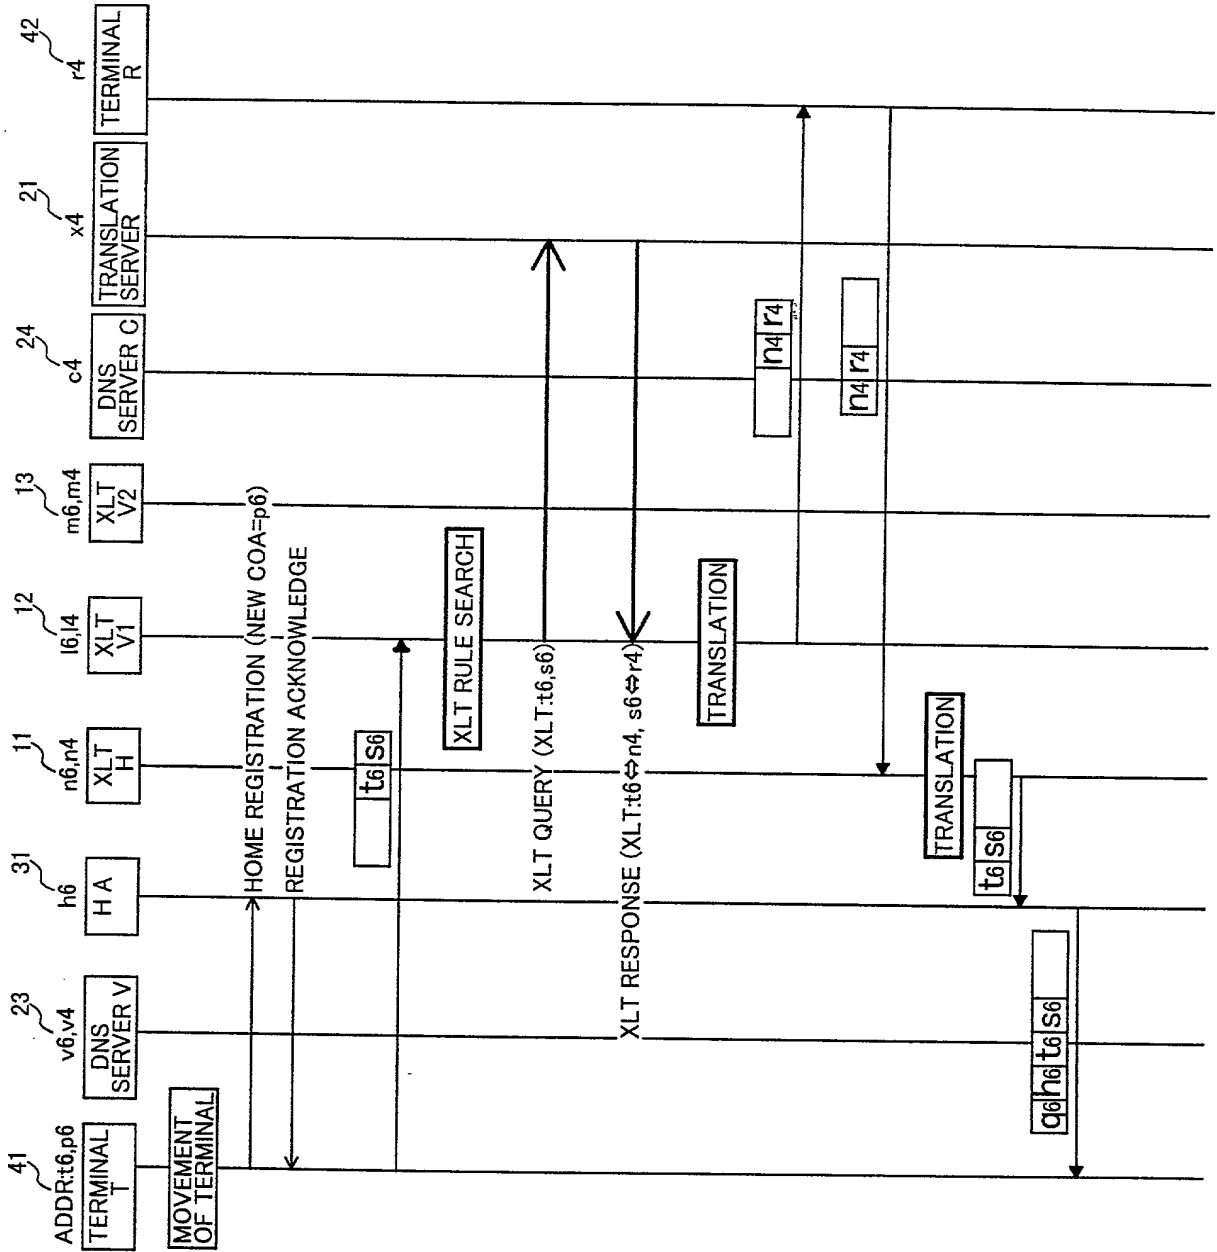 41
ADDR:t6,p6
TERMINAL
T
23
v6,v4
DNS
SERVER V
31
h6
H A
11
n6,n4
XLT
H
12
l6,l4
XLT
V1
13
m6,m4
XLT
V2
24
c4
DNS
SERVER C
21
x4
TRANSLATION
SERVER
42
r4
TERMINAL
R
MOVEMENT
OF TERMINAL
HOME REGISTRATION (NEW COA=p6)
REGISTRATION ACKNOWLEDGE
t6 s6
XLT RULE SEARCH
XLT QUERY (XLT:t6,s6)
XLT RESPONSE (XLT:t6⇔n4, s6⇔r4)
TRANSLATION
n4 r4
n4 r4
TRANSLATION
t6 s6
q6 h6 t6 s6